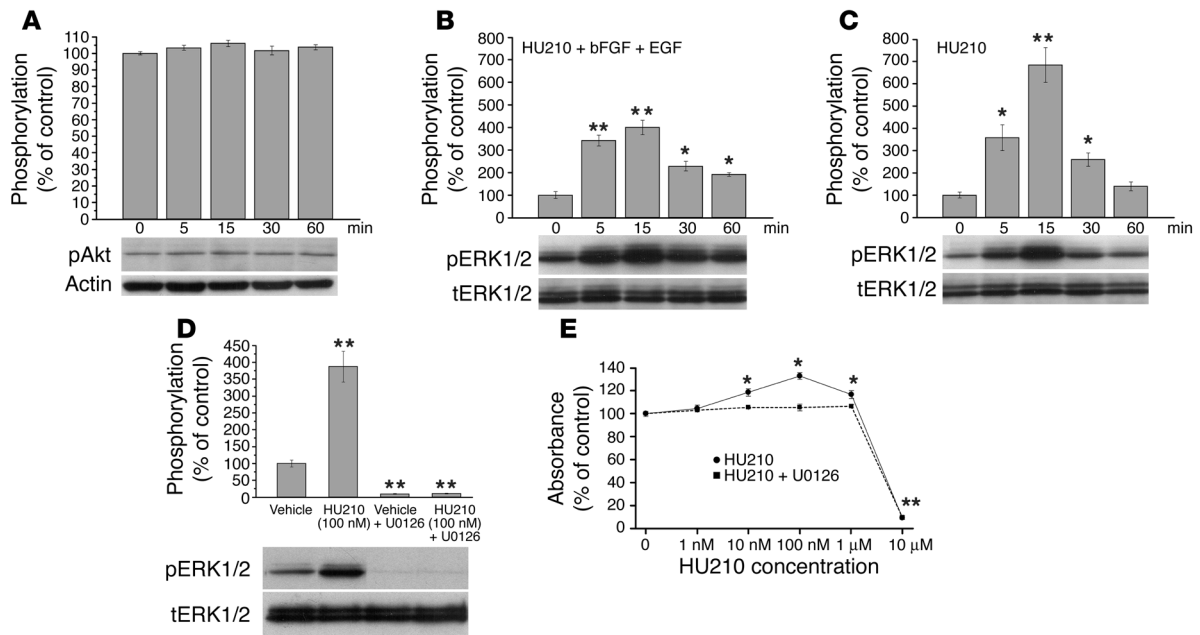 A
Phosphorylation
(% of control)
110
100
90
80
70
60
50
40
30
20
10
0
0 5 15 30 60 min
pAkt
Actin
B
Phosphorylation
(% of control)
HU210 + bFGF + EGF
800
700
600
500
400
300
200
100
0
** ** * *
0 5 15 30 60 min
pERK1/2
tERK1/2
C
Phosphorylation
(% of control)
HU210
800
700
600
500
400
300
200
100
0
* ** *
0 5 15 30 60 min
pERK1/2
tERK1/2
D
Phosphorylation
(% of control)
450
400
350
300
250
200
150
100
50
0
** ** **
Vehicle HU210 Vehicle HU210
(100 nM) + U0126 (100 nM)
+ U0126
pERK1/2
tERK1/2
E
Absorbance
(% of control)
140
120
100
80
60
40
20
0
* * * **
HU210
HU210 + U0126
0 1 nM 10 nM 100 nM 1 µM 10 µM
HU210 concentration